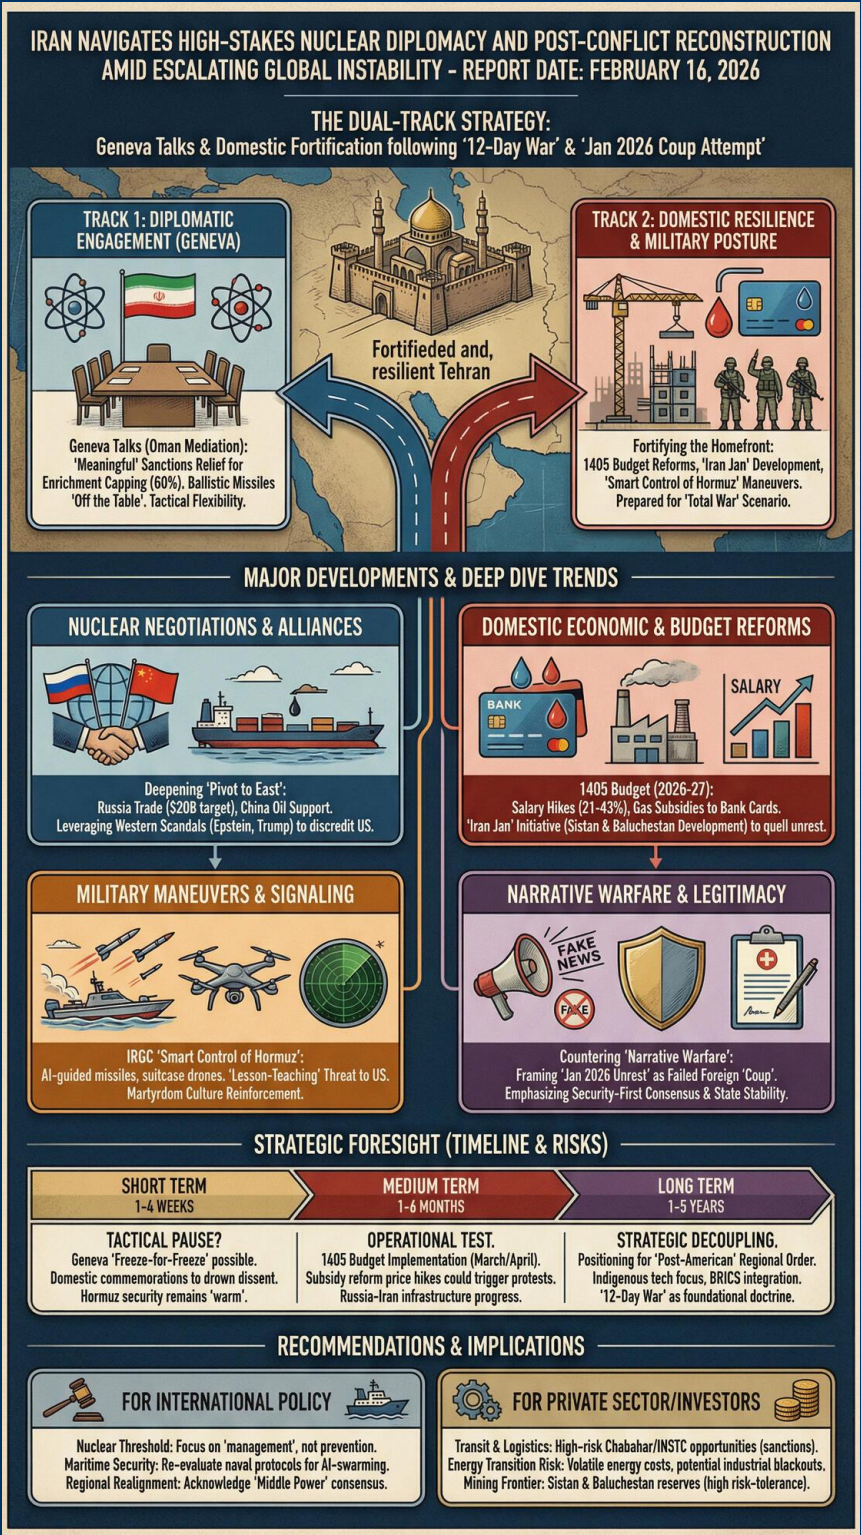 IRAN NAVIGATES HIGH-STAKES NUCLEAR DIPLOMACY AND POST-CONFLICT RECONSTRUCTION
AMID ESCALATING GLOBAL INSTABILITY - REPORT DATE: FEBRUARY 16, 2026
THE DUAL-TRACK STRATEGY:
Geneva Talks & Domestic Fortification following '12-Day War' & 'Jan 2026 Coup Attempt'
TRACK 1: DIPLOMATIC
ENGAGEMENT (GENEVA)
Geneva Talks (Oman Mediation):
'Meaningful' Sanctions Relief for
Enrichment Capping (60%). Ballistic Missiles
'Off the Table'. Tactical Flexibility.
Fortifieded and,
resilient Tehran
TRACK 2: DOMESTIC RESILIENCE
& MILITARY POSTURE
Fortifying the Homefront:
1405 Budget Reforms, 'Iran Jan' Development,
'Smart Control of Hormuz' Maneuvers.
Prepared for 'Total War' Scenario.
MAJOR DEVELOPMENTS & DEEP DIVE TRENDS
NUCLEAR NEGOTIATIONS & ALLIANCES
Deepening 'Pivot to East':
Russia Trade ($20B target), China Oil Support.
Leveraging Western Scandals (Epstein, Trump) to discredit US.
DOMESTIC ECONOMIC & BUDGET REFORMS
BANK
SALARY
1405 Budget (2026-27):
Salary Hikes (21-43%), Gas Subsidies to Bank Cards.
'Iran Jan' Initiative (Sistan & Baluchestan Development) to quell unrest.
MILITARY MANEUVERS & SIGNALING
IRGC 'Smart Control of Hormuz':
AI-guided missiles, suitcase drones. 'Lesson-Teaching' Threat to US.
Martyrdom Culture Reinforcement.
NARRATIVE WARFARE & LEGITIMACY
FAKE
NEWS
FAKE
Countering 'Narrative Warfare':
Framing 'Jan 2026 Unrest' as Failed Foreign 'Coup'.
Emphasizing Security-First Consensus & State Stability.
STRATEGIC FORESIGHT (TIMELINE & RISKS)
SHORT TERM
1-4 WEEKS
MEDIUM TERM
1-6 MONTHS
LONG TERM
1-5 YEARS
TACTICAL PAUSE?
Geneva 'Freeze-for-Freeze' possible.
Domestic commemorations to drown dissent.
Hormuz security remains 'warm'.
OPERATIONAL TEST.
1405 Budget Implementation (March/April).
Subsidy reform price hikes could trigger protests.
Russia-Iran infrastructure progress.
STRATEGIC DECOUPLING.
Positioning for 'Post-American' Regional Order.
Indigenous tech focus, BRICS integration.
'12-Day War' as foundational doctrine.
RECOMMENDATIONS & IMPLICATIONS
FOR INTERNATIONAL POLICY
Nuclear Threshold: Focus on 'management', not prevention.
Maritime Security: Re-evaluate naval protocols for AI-swarming.
Regional Realignment: Acknowledge 'Middle Power' consensus.
FOR PRIVATE SECTOR/INVESTORS
Transit & Logistics: High-risk Chabahar/INSTC opportunities (sanctions).
Energy Transition Risk: Volatile energy costs, potential industrial blackouts.
Mining Frontier: Sistan & Baluchestan reserves (high risk-tolerance).